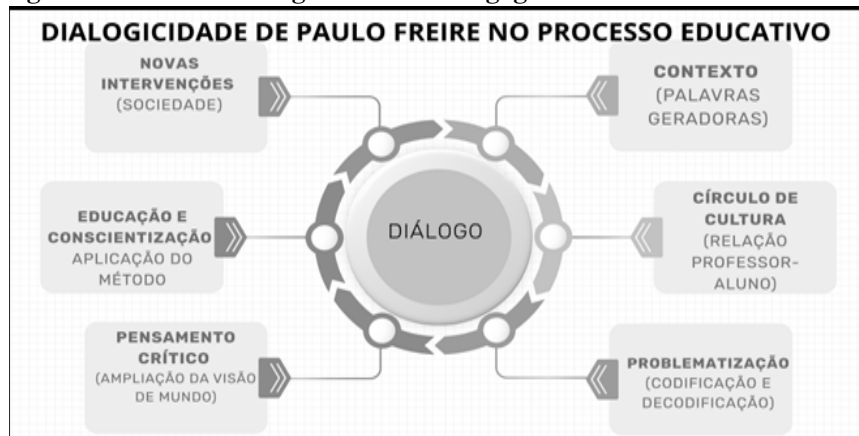 DIALOGICIDADE DE PAULO FREIRE NO PROCESSO EDUCATIVO
NOVAS
INTERVENÇÕES
(SOCIEDADE)
CONTEXTO
(PALAVRAS
GERADORAS)
EDUCAÇÃO E
CONSCIENTIZAÇÃO
APLICAÇÃO DO
MÉTODO
DIÁLOGO
CÍRCULO DE
CULTURA
(RELAÇÃO
PROFESSOR-
ALUNO)
PENSAMENTO
CRÍTICO
(AMPLIAÇÃO DA VISÃO
DE MUNDO)
PROBLEMATIZAÇÃO
(CODIFICAÇÃO E
DECODIFICAÇÃO)